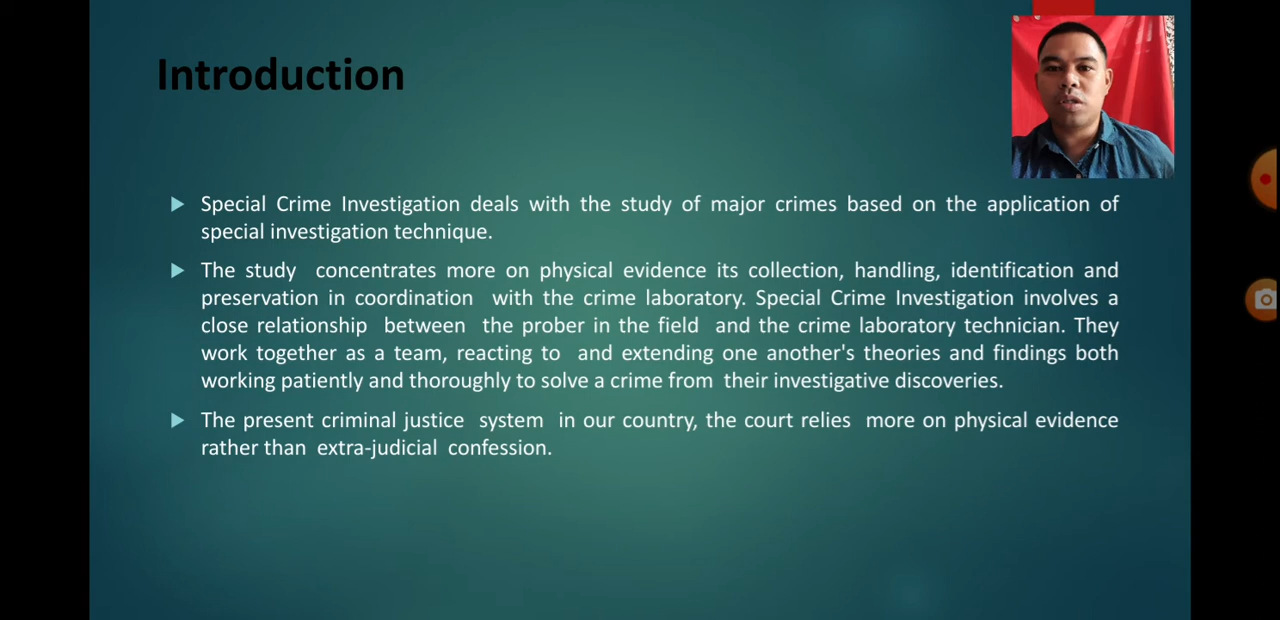 Introduction
Special Crime Investigation deals with the study of major crimes based on the application of
special investigation technique.
The study concentrates more on physical evidence its collection, handling, identification and
preservation in coordination with the crime laboratory. Special Crime Investigation involves a
close relationship between the prober in the field and the crime laboratory technician. They
work together as a team, reacting to and extending one another's theories and findings both
working patiently and thoroughly to solve a crime from their investigative discoveries.
The present criminal justice system in our country, the court relies more on physical evidence
rather than extra-judicial confession.